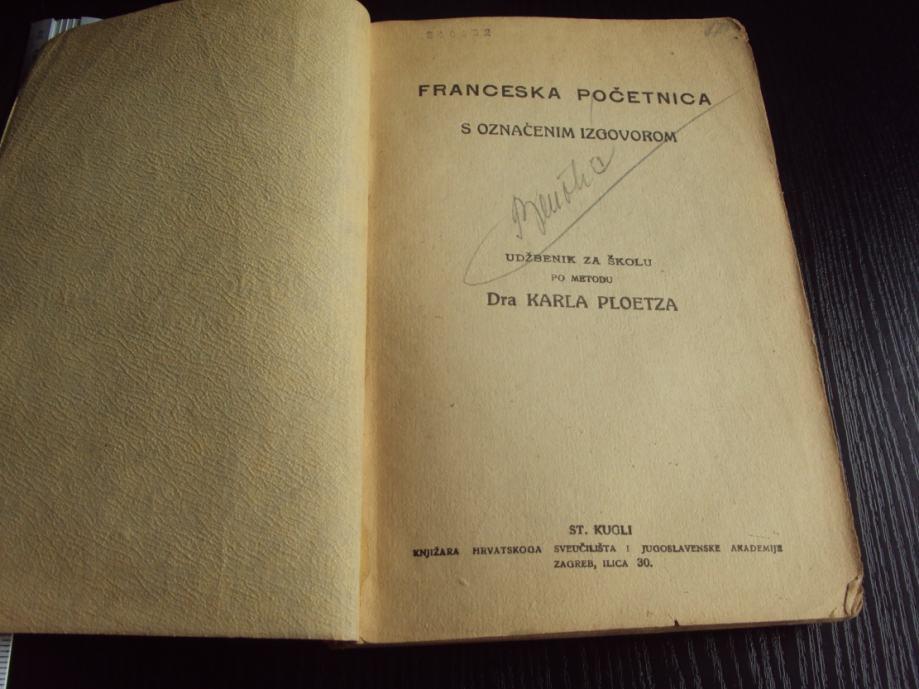 FRANCESKA POČETNICA
S OZNAČENIM IZGOVOROM
UDŽBENIK ZA ŠKOLU
PO METODU
Dra KARLA PLOETZA
ST. KUGLI
KNJIŽARA HRVATSKOGA SVEUČILIŠTA I JUGOSLAVENSKE AKADEMIJE
ZAGREB, ILICA 30.